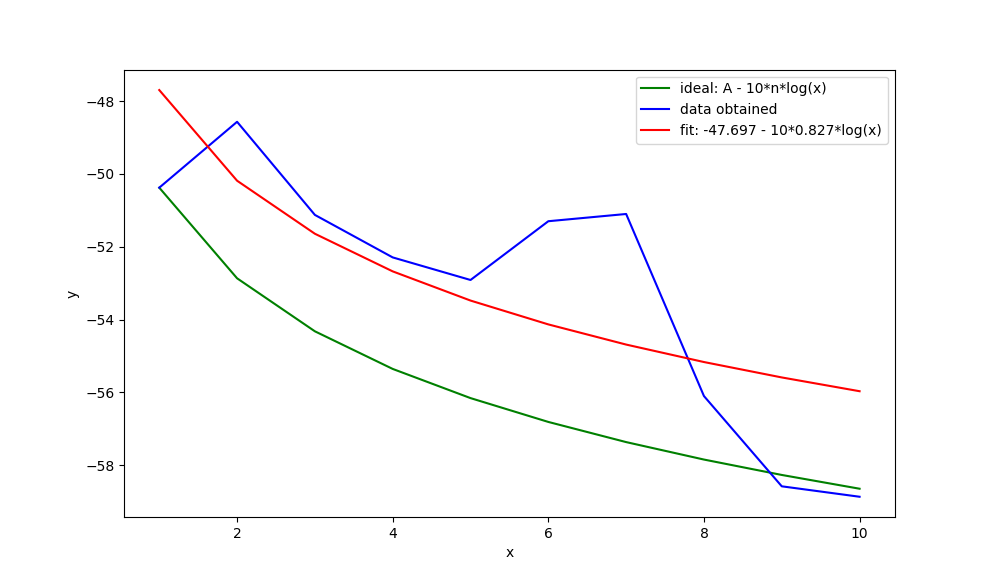 ideal: A - 10*n*log(x)
data obtained
fit: -47.697 - 10*0.827*log(x)
−48
−50
−52
−54
−56
−58
y
2 4 6 8 10
x